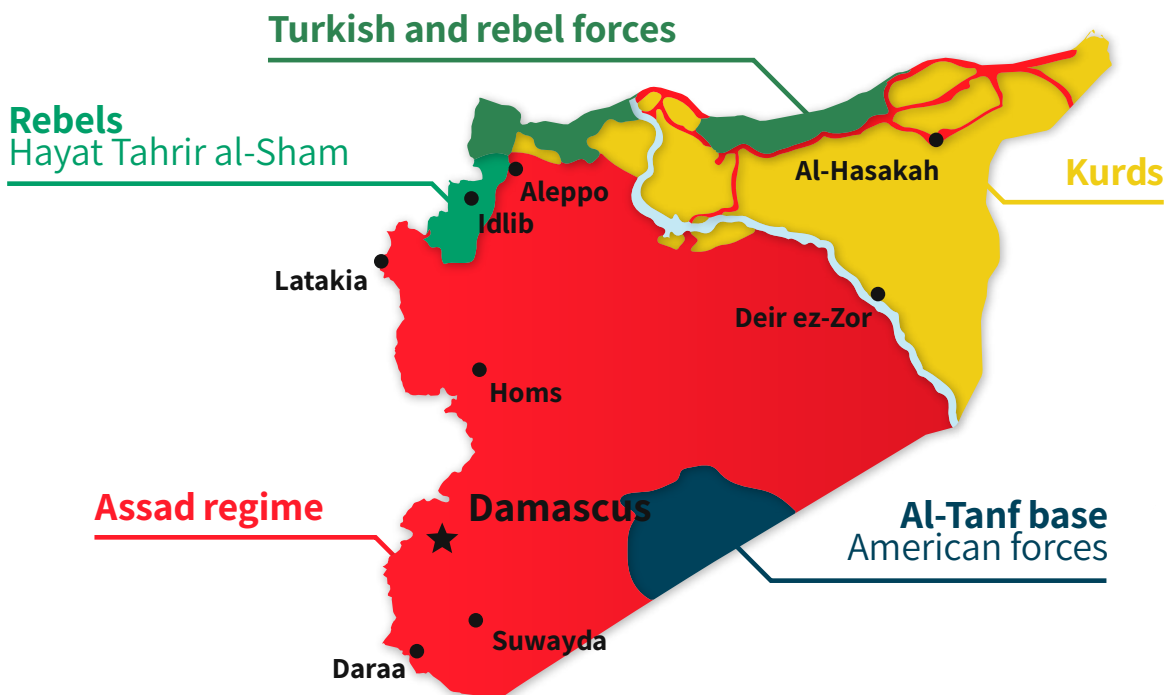 Turkish and rebel forces
Rebels
Hayat Tahrir al-Sham
Kurds
Al-Hasakah
Aleppo
Idlib
Latakia
Deir ez-Zor
Homs
Assad regime
Damascus
Al-Tanf base
American forces
Suwayda
Daraa